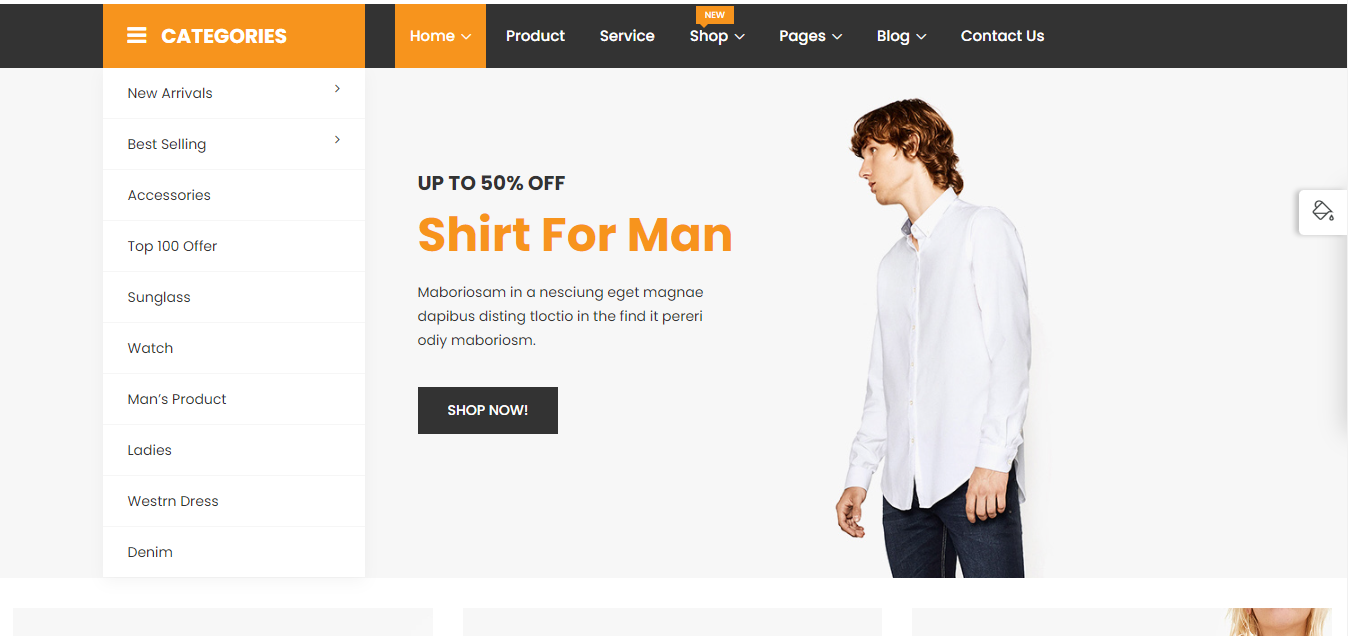 CATEGORIES
Home
Product
Service
NEW
Shop
Pages
Blog
Contact Us
New Arrivals
Best Selling
Accessories
Top 100 Offer
Sunglass
Watch
Man’s Product
Ladies
Westrn Dress
Denim
UP TO 50% OFF
Shirt For Man
Maboriosam in a nesciung eget magnae
dapibus disting tloctio in the find it pereri
odiy maboriosm.
SHOP NOW!